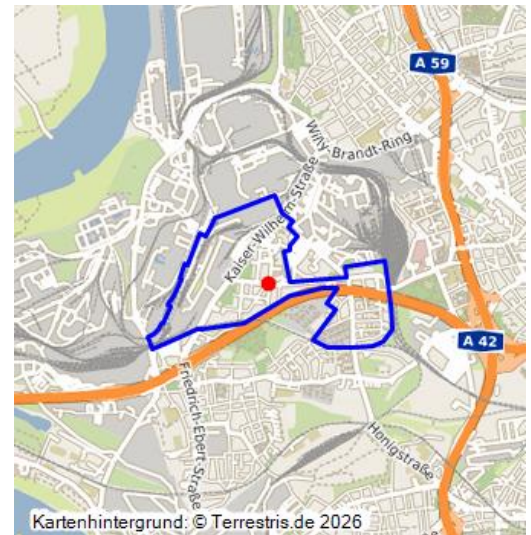 A 59
Willy-Brandt-Ring
Kaiser-Wilhelm-Straße
A 42
Friedrich-Ebert-Straße
Honigstraße
Kartenhintergrund: © Terrestris.de 2026